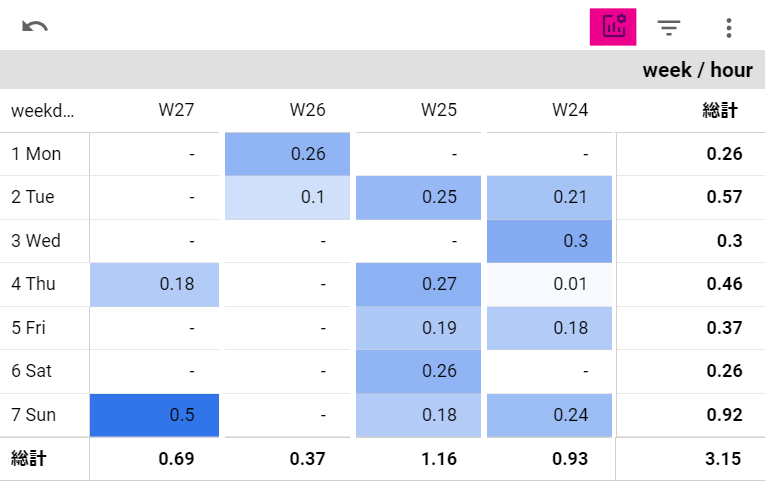 week / hour
weekd... W27 W26 W25 W24 総計
1 Mon - 0.26 - - 0.26
2 Tue - 0.1 0.25 0.21 0.57
3 Wed - - - 0.3 0.3
4 Thu 0.18 - 0.27 0.01 0.46
5 Fri - - 0.19 0.18 0.37
6 Sat - - 0.26 - 0.26
7 Sun 0.5 - 0.18 0.24 0.92
総計 0.69 0.37 1.16 0.93 3.15